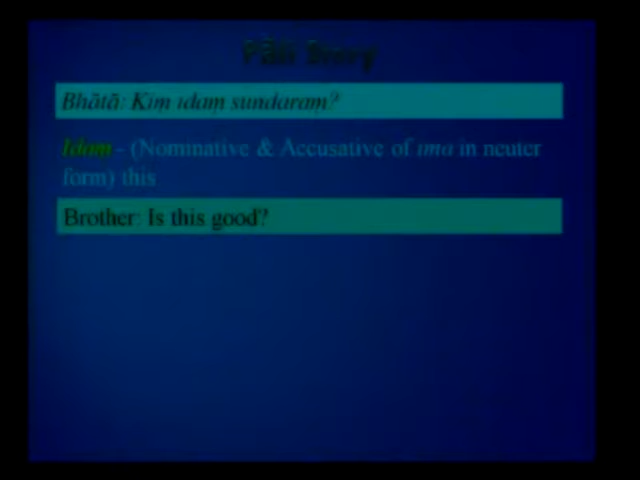 Pāli Story
Bhātā: Kiṃ idaṃ sundaraṃ?
Idaṃ - (Nominative & Accusative of ima in neuter
form) this
Brother: Is this good?